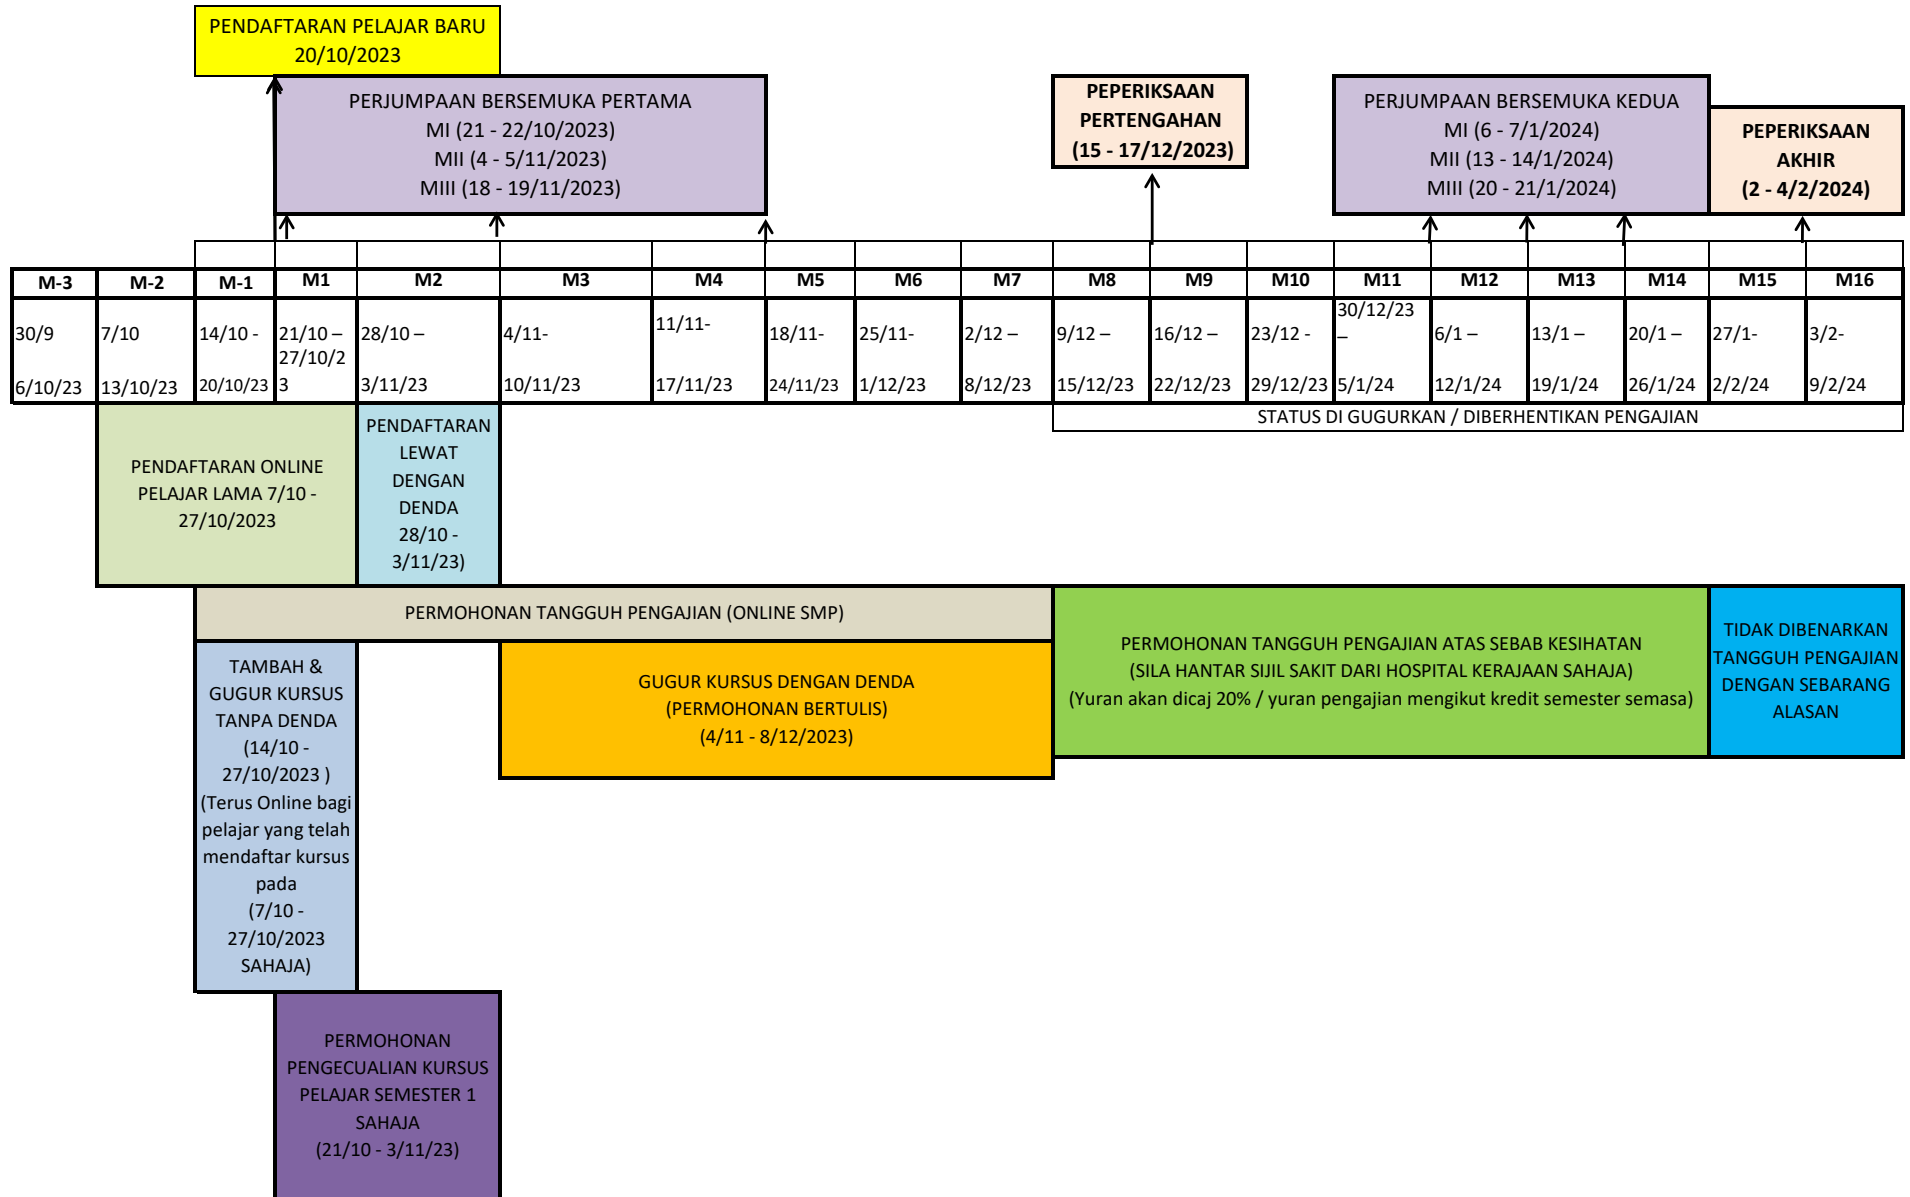 PENDAFTARAN PELAJAR BARU
20/10/2023
PERJUMPAAN BERSEMUKA PERTAMA
MI (21 - 22/10/2023)
MII (4 - 5/11/2023)
MIII (18 - 19/11/2023)
PEPERIKSAAN
PERTENGAHAN
(15 - 17/12/2023)
PERJUMPAAN BERSEMUKA KEDUA
MI (6 - 7/1/2024)
MII (13 - 14/1/2024)
MIII (20 - 21/1/2024)
PEPERIKSAAN
AKHIR
(2 - 4/2/2024)
M-3 M-2 M-1 M1 M2 M3 M4 M5 M6 M7 M8 M9 M10 M11 M12 M13 M14 M15 M16
30/9
6/10/23
7/10
13/10/23
14/10 -
20/10/23
21/10 –
27/10/2
3
28/10 –
3/11/23
4/11-
10/11/23
11/11-
17/11/23
18/11-
24/11/23
25/11-
1/12/23
2/12 –
8/12/23
9/12 –
15/12/23
16/12 –
22/12/23
23/12 -
29/12/23
30/12/23
–
5/1/24
6/1 –
12/1/24
13/1 –
19/1/24
20/1 –
26/1/24
27/1-
2/2/24
3/2-
9/2/24
STATUS DI GUGURKAN / DIBERHENTIKAN PENGAJIAN
PENDAFTARAN ONLINE
PELAJAR LAMA 7/10 -
27/10/2023
PENDAFTARAN
LEWAT
DENGAN
DENDA
28/10 -
3/11/23)
PERMOHONAN TANGGUH PENGAJIAN (ONLINE SMP)
TAMBAH &
GUGUR KURSUS
TANPA DENDA
(14/10 -
27/10/2023 )
(Terus Online bagi
pelajar yang telah
mendaftar kursus
pada
(7/10 -
27/10/2023
SAHAJA)
GUGUR KURSUS DENGAN DENDA
(PERMOHONAN BERTULIS)
(4/11 - 8/12/2023)
PERMOHONAN TANGGUH PENGAJIAN ATAS SEBAB KESIHATAN
(SILA HANTAR SIJIL SAKIT DARI HOSPITAL KERAJAAN SAHAJA)
(Yuran akan dicaj 20% / yuran pengajian mengikut kredit semester semasa)
TIDAK DIBENARKAN
TANGGUH PENGAJIAN
DENGAN SEBARANG
ALASAN
PERMOHONAN
PENGECUALIAN KURSUS
PELAJAR SEMESTER 1
SAHAJA
(21/10 - 3/11/23)